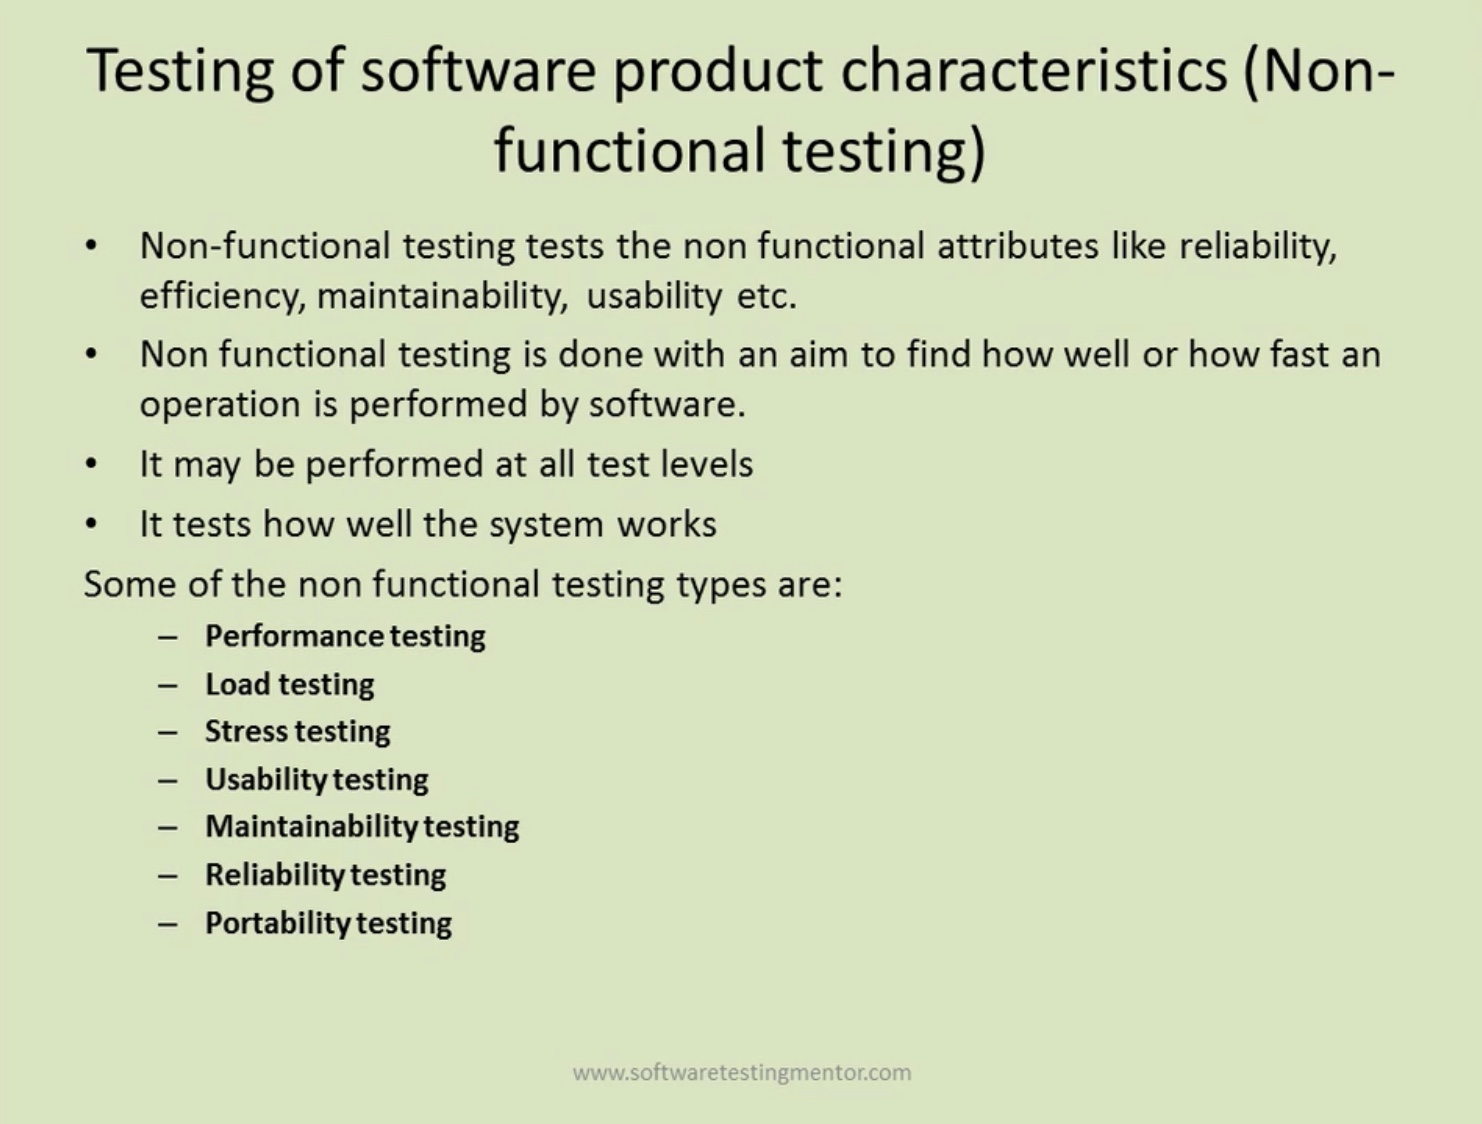 Testing of software product characteristics (Non-
functional testing)
• Non-functional testing tests the non functional attributes like reliability,
efficiency, maintainability, usability etc.
• Non functional testing is done with an aim to find how well or how fast an
operation is performed by software.
• It may be performed at all test levels
• It tests how well the system works
Some of the non functional testing types are:
– Performance testing
– Load testing
– Stress testing
– Usability testing
– Maintainability testing
– Reliability testing
– Portability testing
www.softwaretestingmentor.com